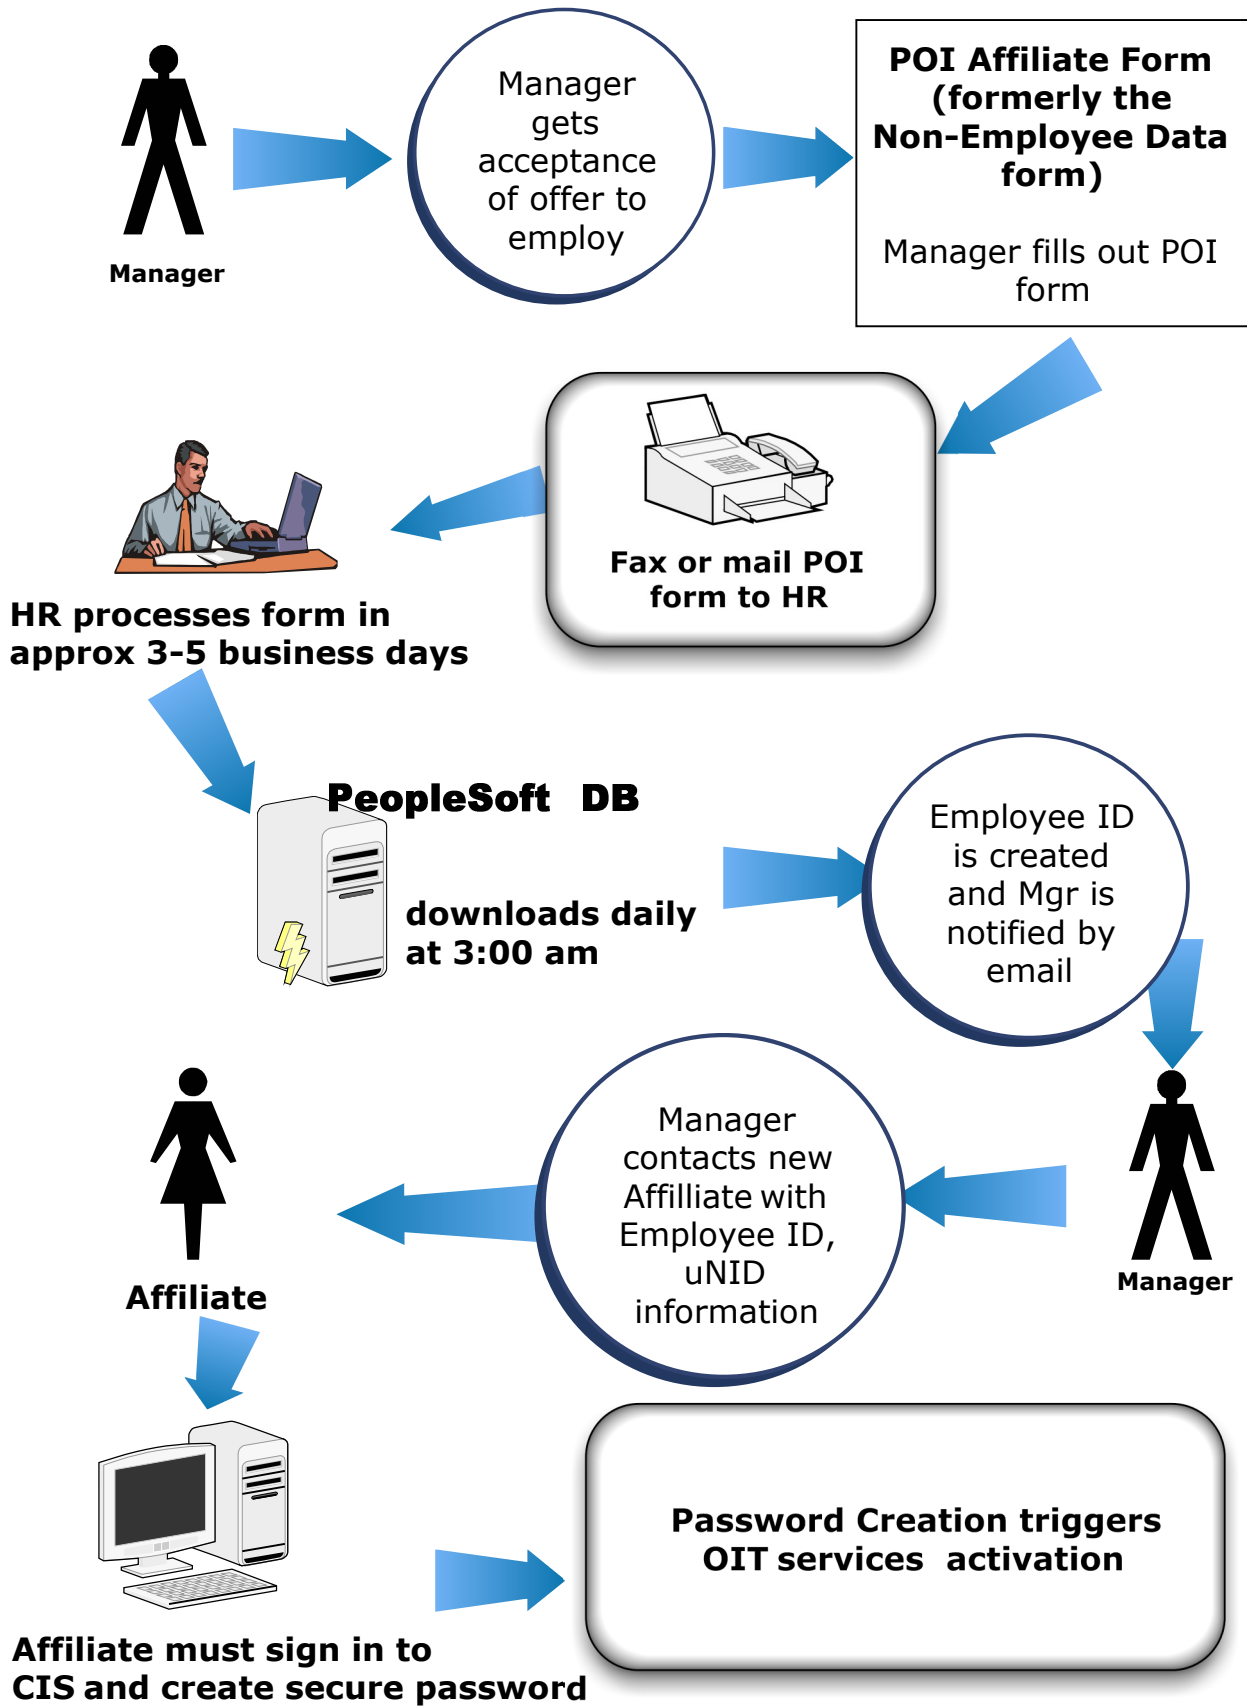 Manager
Manager
gets
acceptance
of offer to
employ
POI Affiliate Form
(formerly the
Non-Employee Data
form)
Manager fills out POI
form
Fax or mail POI
form to HR
HR processes form in
approx 3-5 business days
PeopleSoft DB
downloads daily
at 3:00 am
Employee ID
is created
and Mgr is
notified by
email
Manager
Manager
contacts new
Affilliate with
Employee ID,
uNID
information
Affiliate
Affiliate must sign in to
CIS and create secure password
Password Creation triggers
OIT services activation